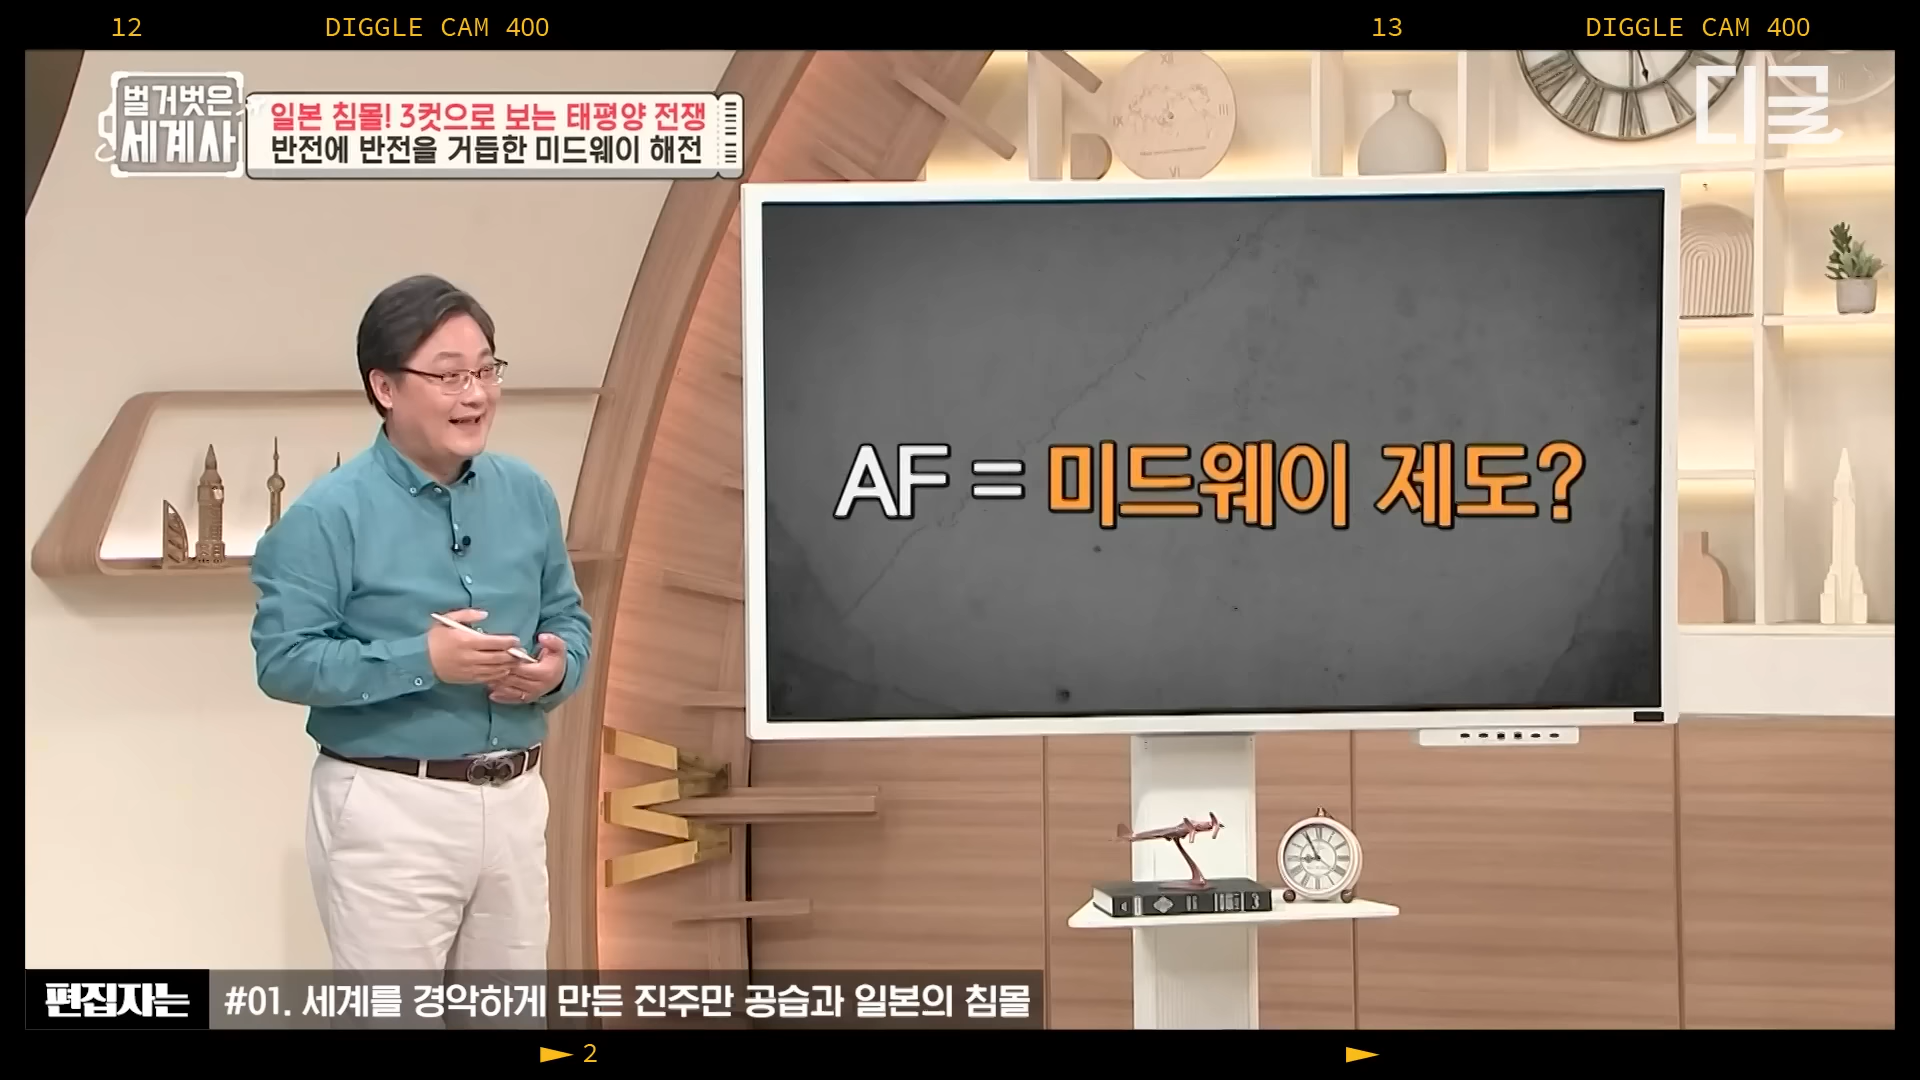 12 DIGGLE CAM 400 13 DIGGLE CAM 400
벌거벗은
세계사
일본 침몰! 3컷으로 보는 태평양 전쟁
반전에 반전을 거듭한 미드웨이 해전
디글
AF = 미드웨이 제도?
편집자는 #01. 세계를 경악하게 만든 진주만 공습과 일본의 침몰
2